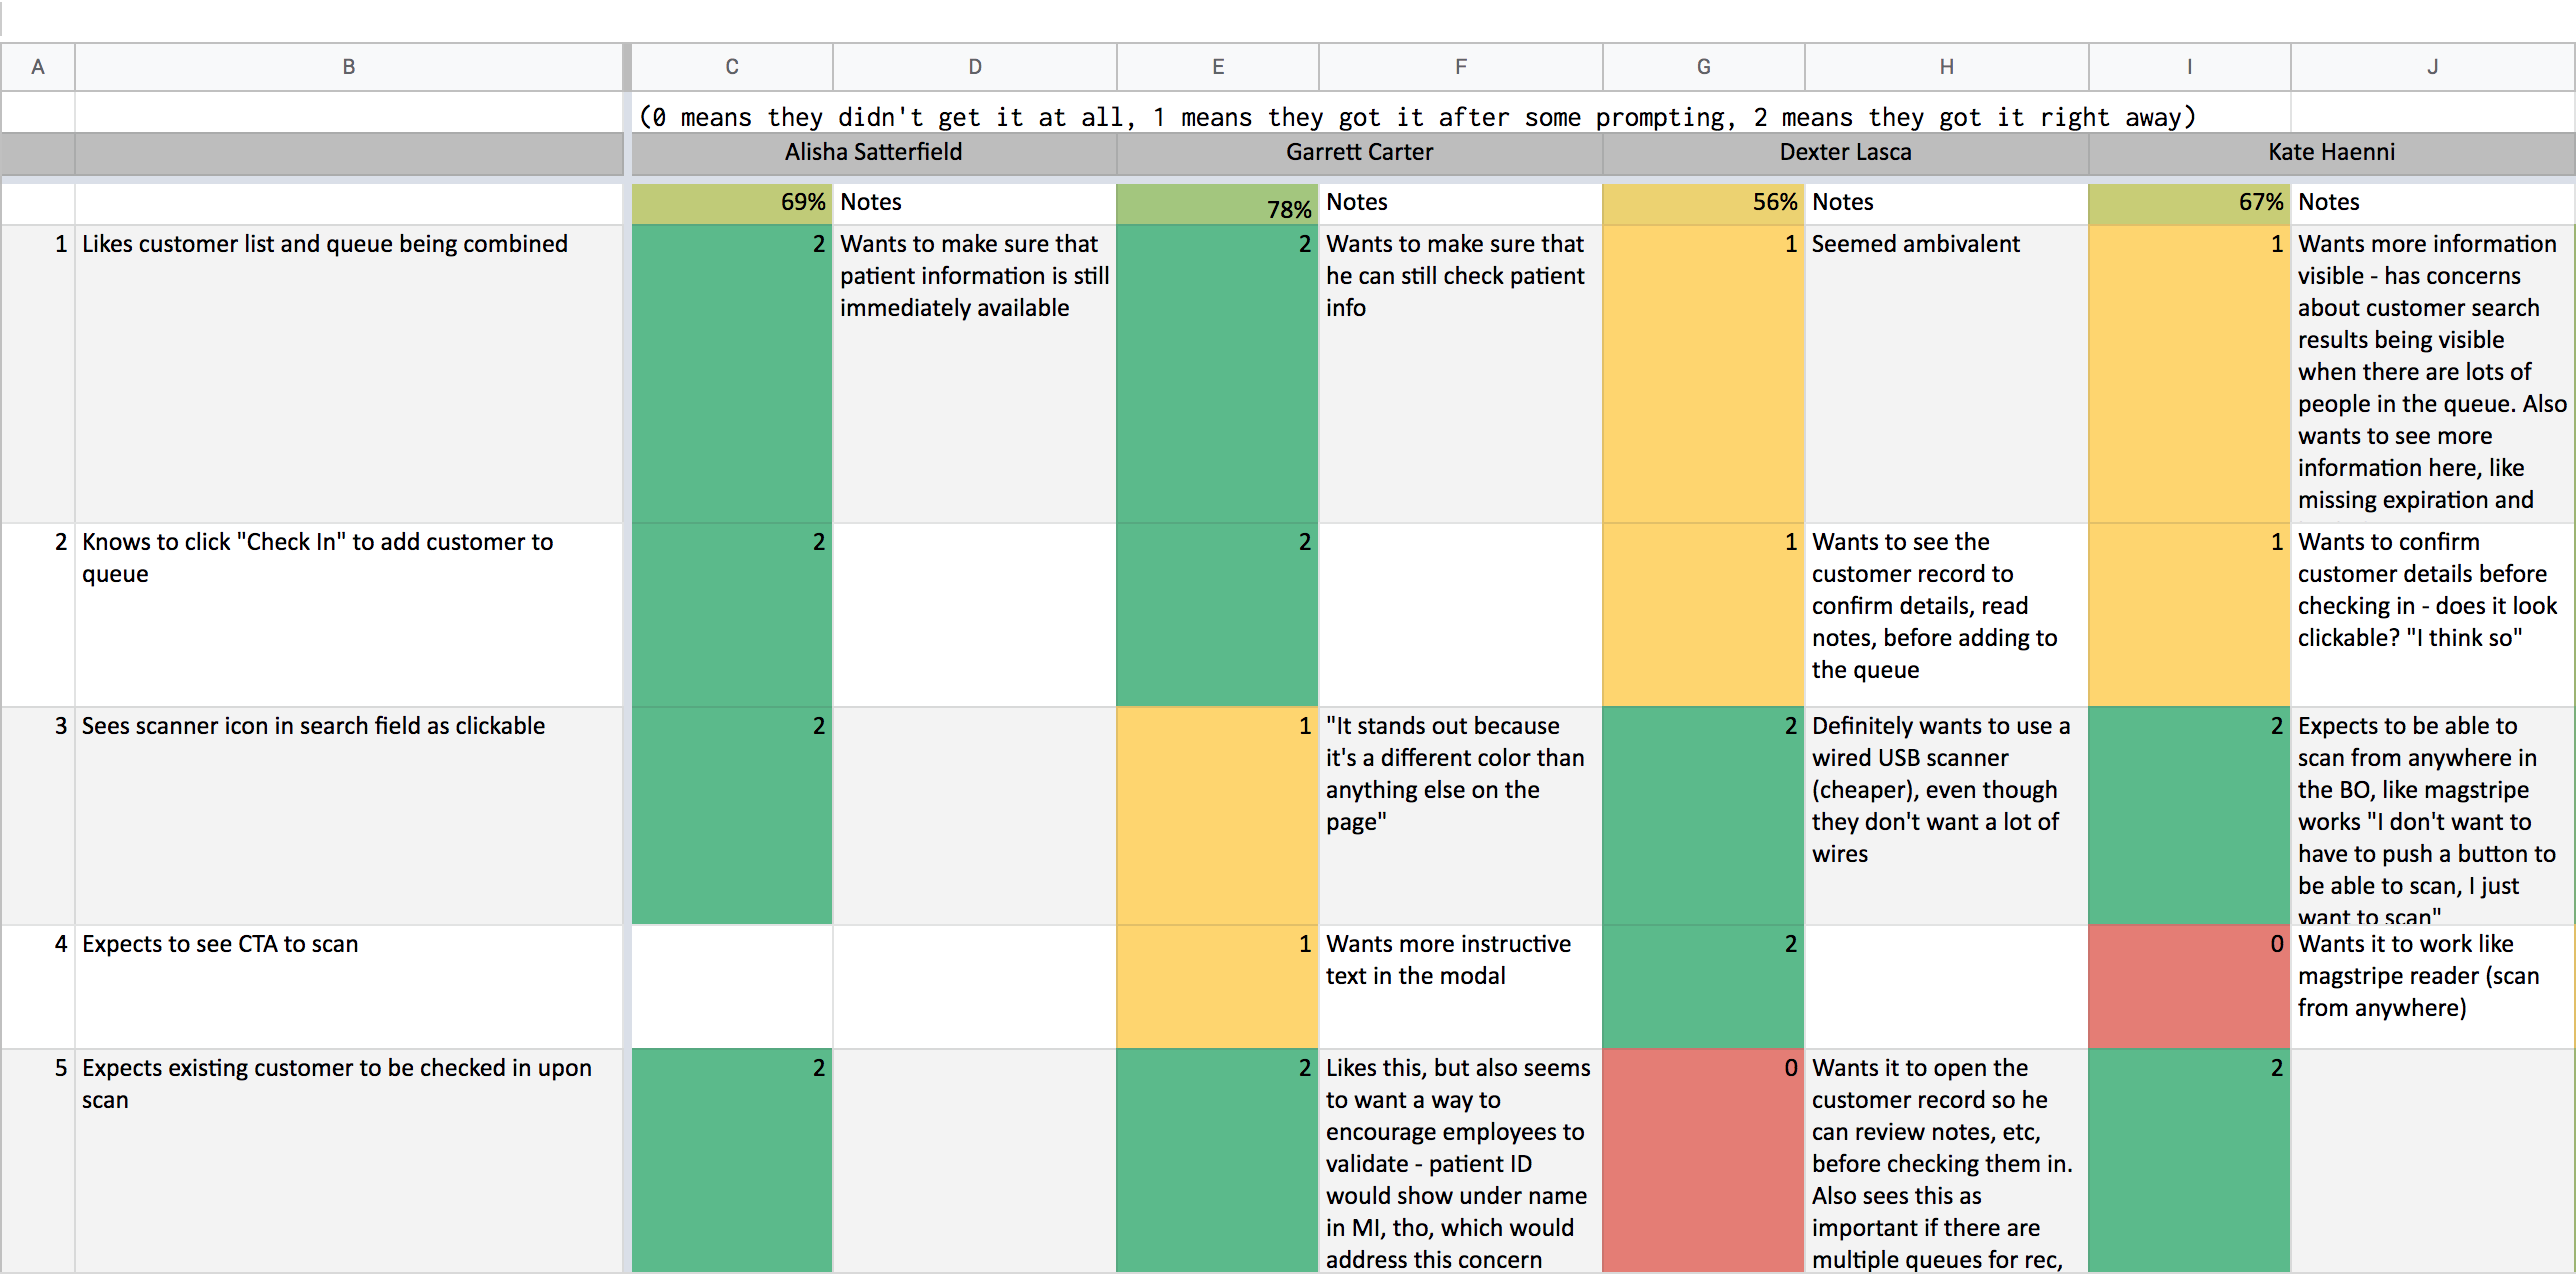 A B C D E F G H I J
(0 means they didn't get it at all, 1 means they got it after some prompting, 2 means they got it right away)
Alisha Satterfield Garrett Carter Dexter Lasca Kate Haenni
69% Notes 78% Notes 56% Notes 67% Notes
1 Likes customer list and queue being combined
2 Wants to make sure that
patient information is still
immediately available
2 Wants to make sure that
he can still check patient
info
1 Seemed ambivalent
1 Wants more information
visible - has concerns
about customer search
results being visible
when there are lots of
people in the queue. Also
wants to see more
information here, like
missing expiration and
2 Knows to click "Check In" to add customer to
queue
2
2
1 Wants to see the
customer record to
confirm details, read
notes, before adding to
the queue
1 Wants to confirm
customer details before
checking in - does it look
clickable? "I think so"
3 Sees scanner icon in search field as clickable
2
1 "It stands out because
it's a different color than
anything else on the
page"
2 Definitely wants to use a
wired USB scanner
(cheaper), even though
they don't want a lot of
wires
2 Expects to be able to
scan from anywhere in
the BO, like magstripe
works "I don't want to
have to push a button to
be able to scan, I just
want to scan"
4 Expects to see CTA to scan
1 Wants more instructive
text in the modal
2
0 Wants it to work like
magstripe reader (scan
from anywhere)
5 Expects existing customer to be checked in upon
scan
2
2 Likes this, but also seems
to want a way to
encourage employees to
validate - patient ID
would show under name
in MI, tho, which would
address this concern
0 Wants it to open the
customer record so he
can review notes, etc,
before checking them in.
Also sees this as
important if there are
multiple queues for rec,
2